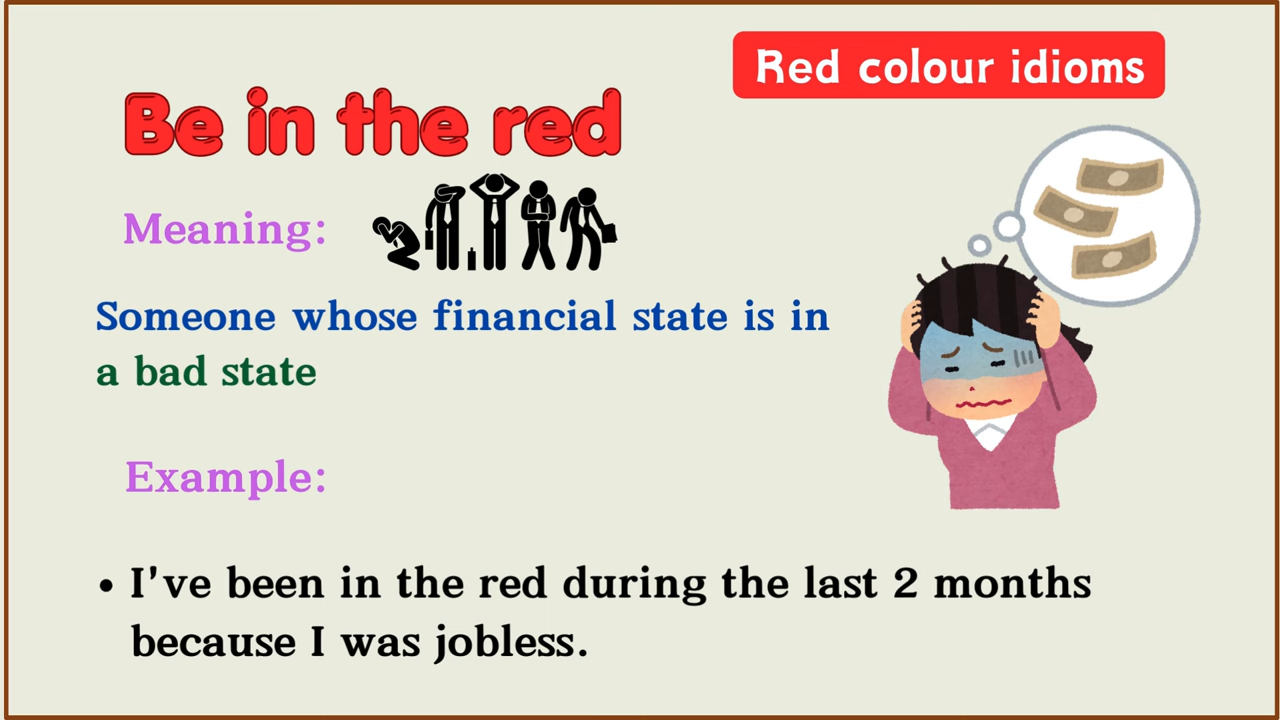 Red colour idioms
Be in the red
Meaning:
Someone whose financial state is in
a bad state
Example:
• I've been in the red during the last 2 months
because I was jobless.